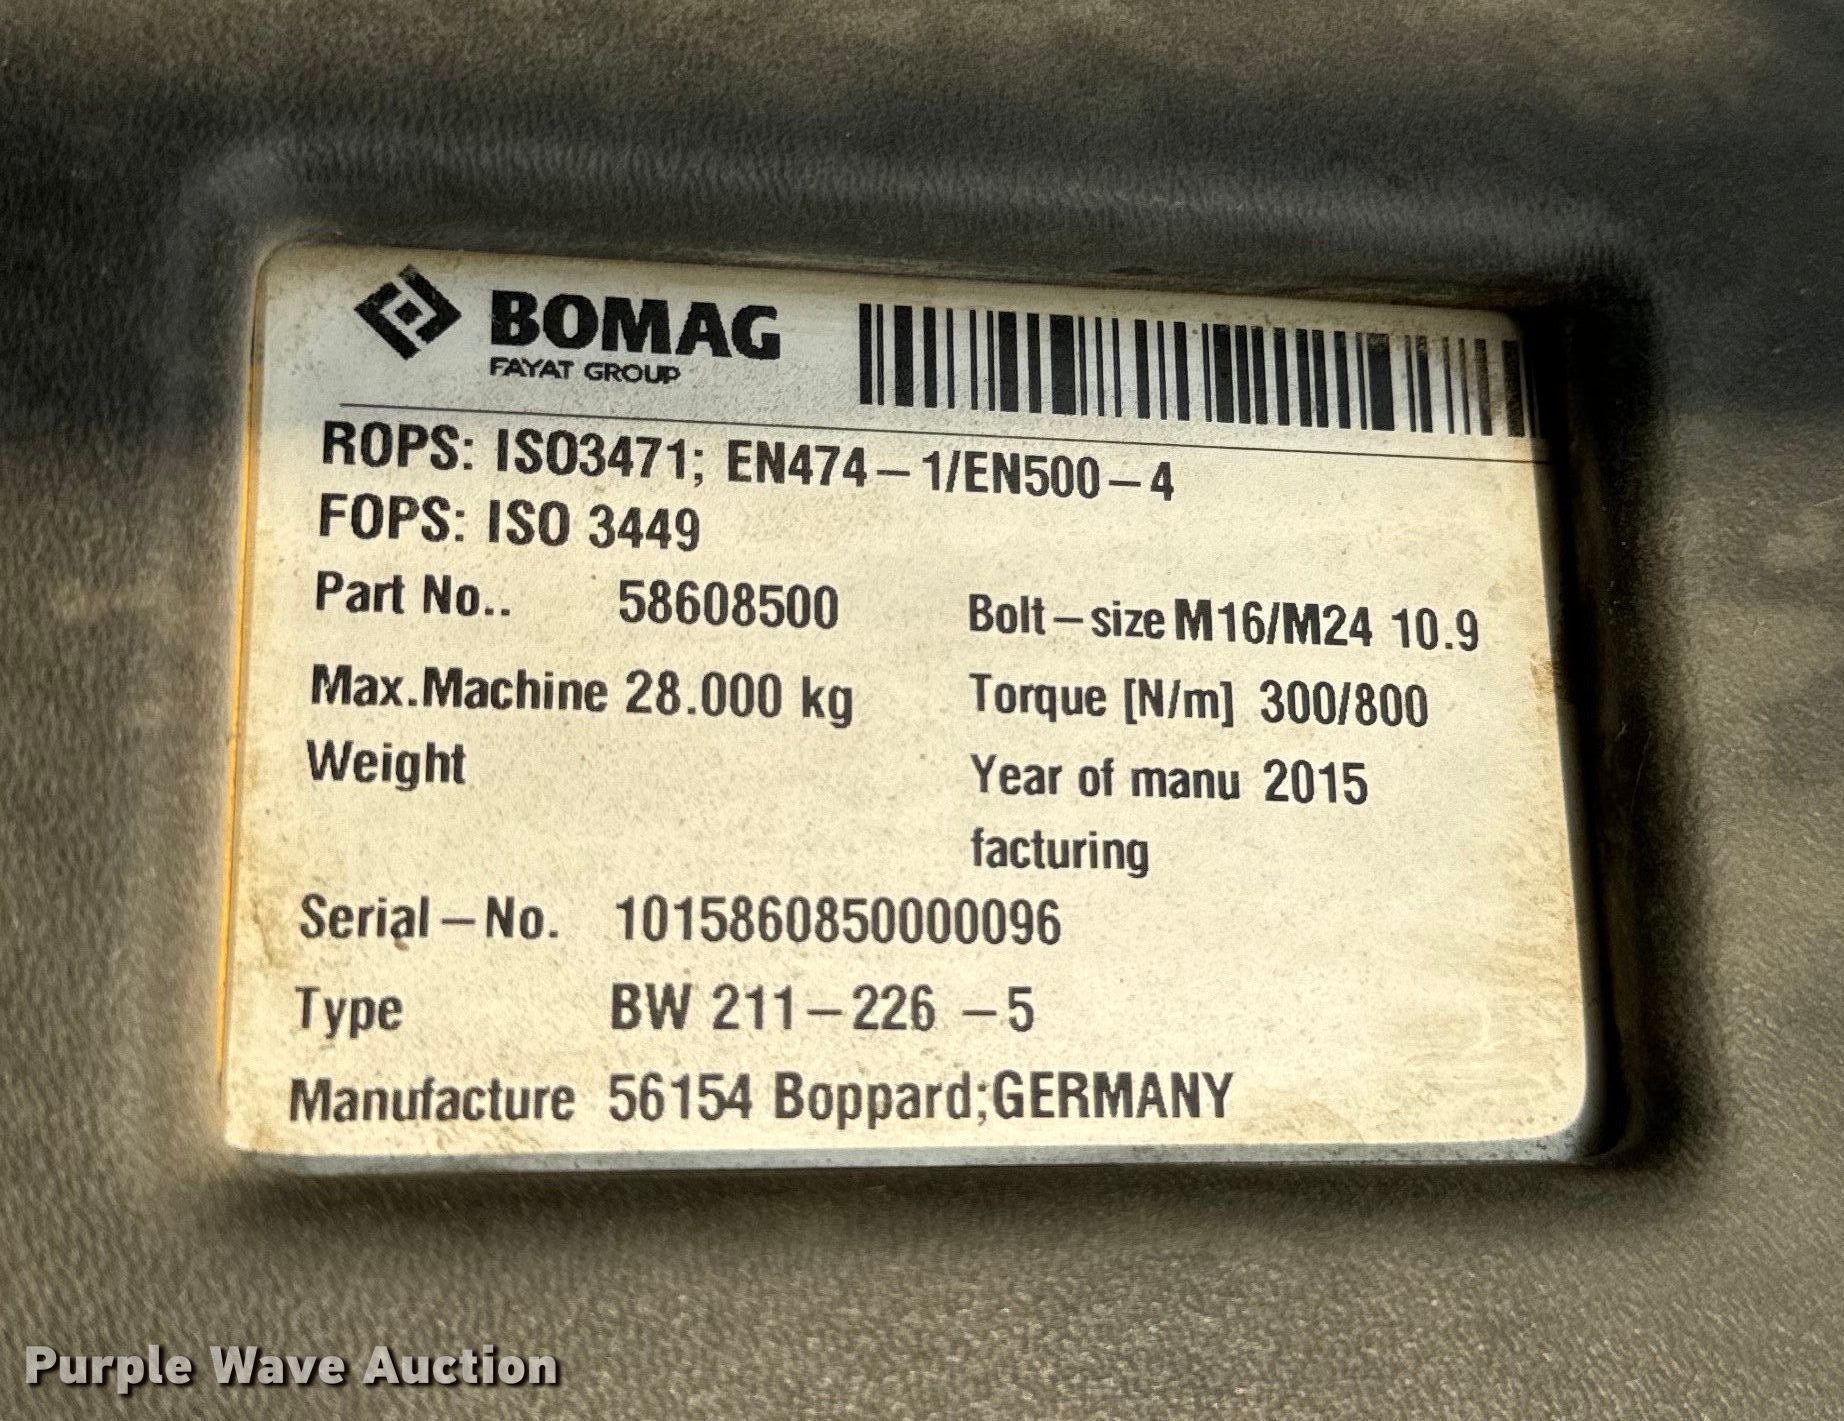 BOMAG
FAYAT GROUP
ROPS: ISO3471; EN474-1/EN500-4
FOPS: ISO 3449
Part No.. 58608500 Bolt-size M16/M24 10.9
Max.Machine 28.000 kg Torque [N/m] 300/800
Weight Year of manu 2015
facturing
Serial-No. 1015860850000096
Type BW 211-226 -5
Manufacture 56154 Boppard;GERMANY
Purple Wave Auction